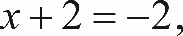 x + 2 = −2,